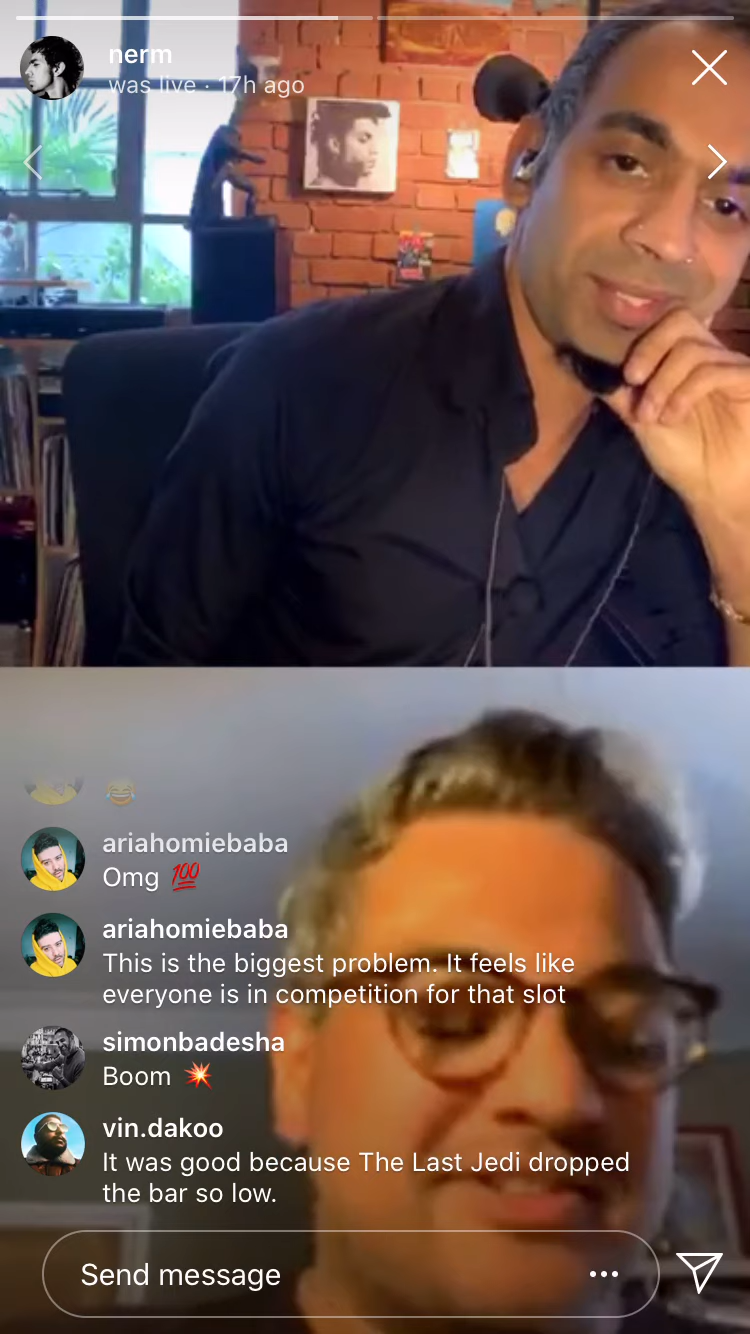 nerm
was live · 17h ago
😂
ariahomiebaba
Omg 💯
ariahomiebaba
This is the biggest problem. It feels like
everyone is in competition for that slot
simonbadesha
Boom 💥
vin.dakoo
It was good because The Last Jedi dropped
the bar so low.
Send message